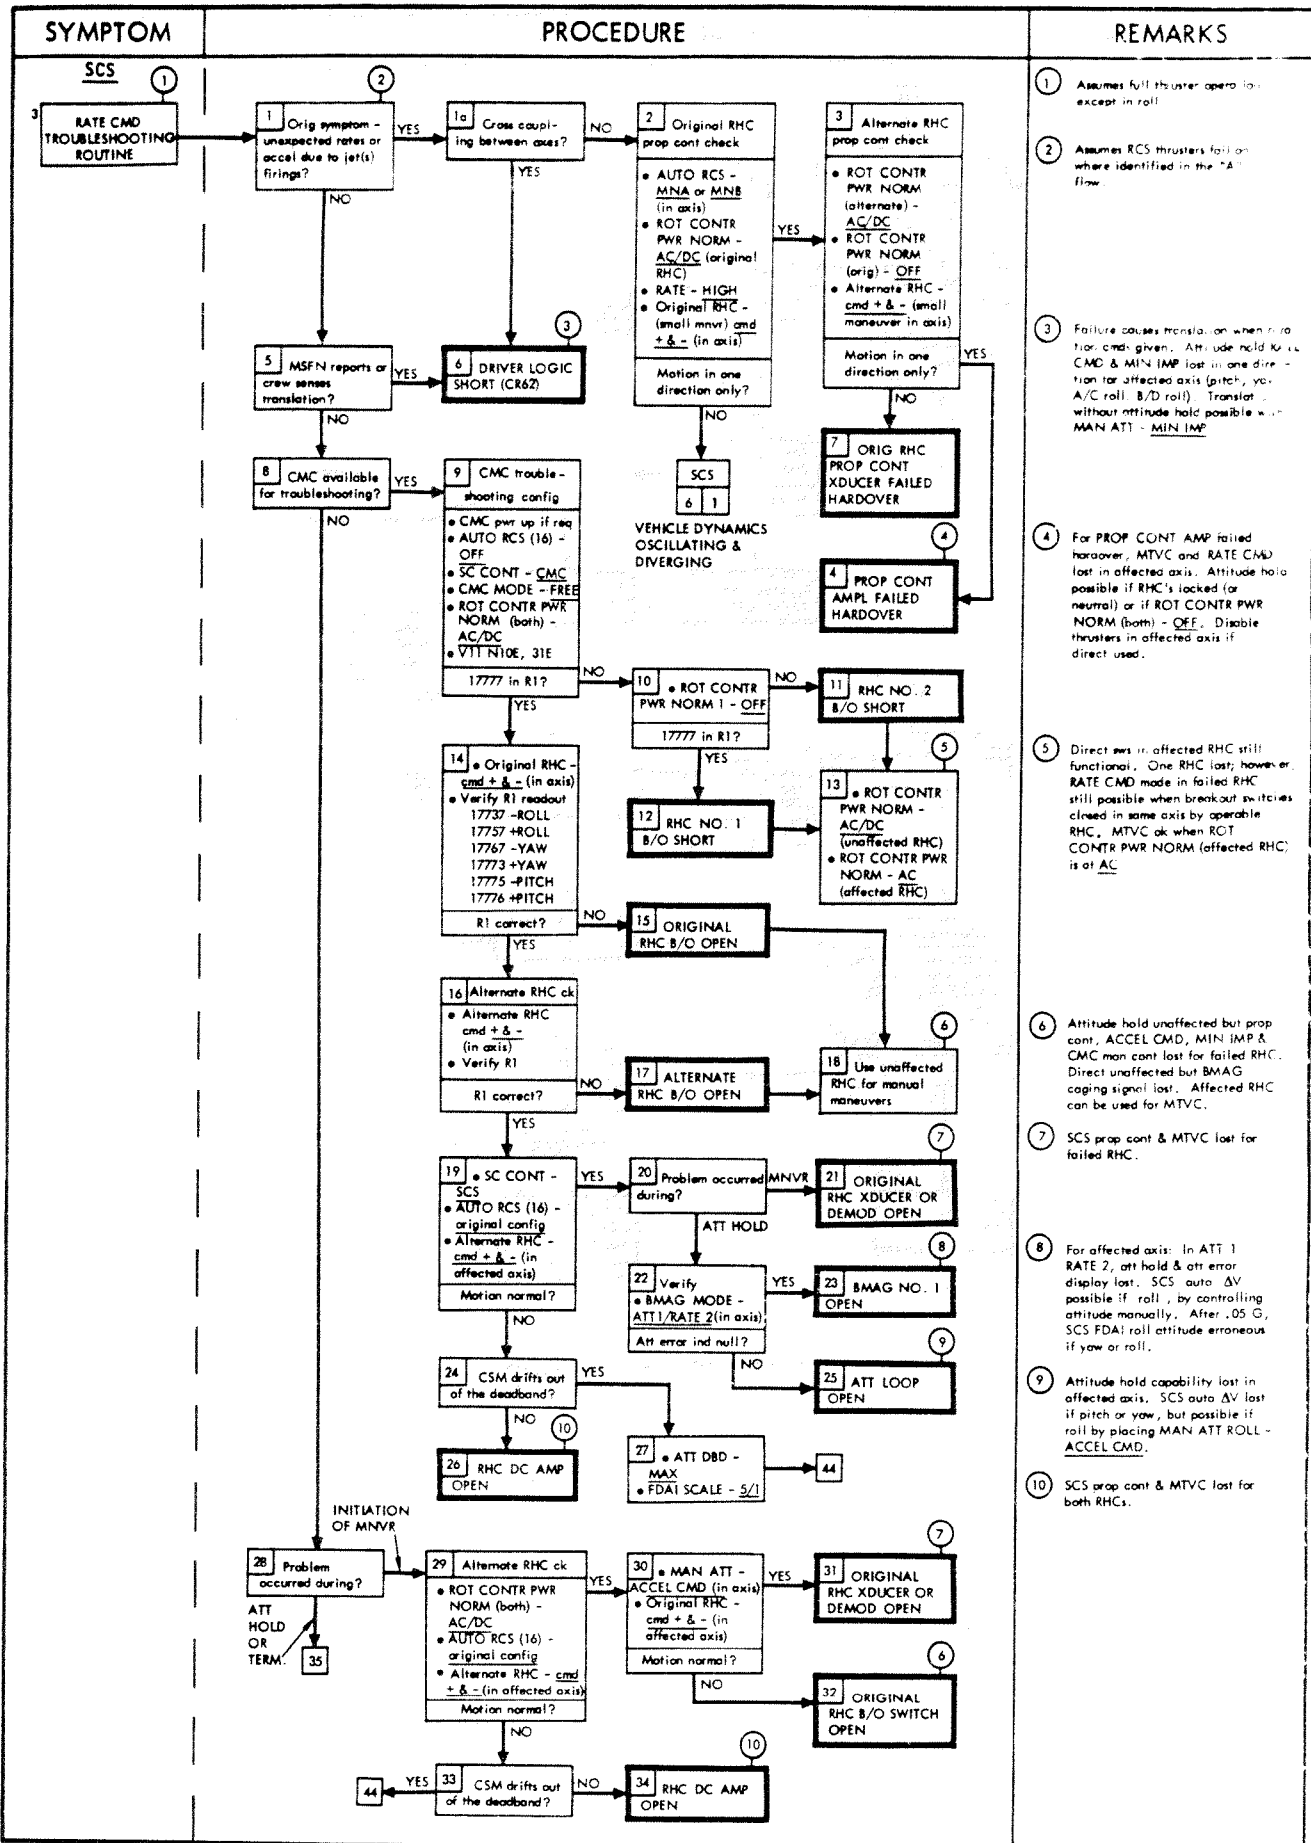 SYMPTOM
PROCEDURE
REMARKS
SCS
1
3
RATE CMD
TROUBLESHOOTING
ROUTINE
2
1 Orig symptom -
unexpected rates or
accel due to jet(s)
firings?
YES
NO
1a Cross coupl-
ing between axes?
NO
YES
2 Original RHC
prop cont check
• AUTO RCS -
MNA or MNB
(in axis)
• ROT CONTR
PWR NORM -
AC/DC (original
RHC)
• RATE - HIGH
• Original RHC -
(small mnvr) cmd
+ & - (in axis)
Motion in one
direction only?
YES
NO
SCS
6 1
VEHICLE DYNAMICS
OSCILLATING &
DIVERGING
3 Alternate RHC
prop cont check
• ROT CONTR
PWR NORM
(alternate) -
AC/DC
• ROT CONTR
PWR NORM
(orig) - OFF
• Alternate RHC -
cmd + & - (small
maneuver in axis)
Motion in one
direction only?
YES
NO
7 ORIG RHC
PROP CONT
XDUCER FAILED
HARDOVER
4
4 PROP CONT
AMPL FAILED
HARDOVER
5 MSFN reports or
crew senses
translation?
YES
NO
3
6 DRIVER LOGIC
SHORT (CR62)
8 CMC available
for troubleshooting?
YES
NO
9 CMC trouble-
shooting config
• CMC pwr up if req
• AUTO RCS (16) -
OFF
• SC CONT - CMC
• CMC MODE - FREE
• ROT CONTR PWR
NORM (both) -
AC/DC
• V11 N10E, 31E
17777 in R1?
NO
YES
10 • ROT CONTR
PWR NORM 1 - OFF
17777 in R1?
NO
YES
11 RHC NO. 2
B/O SHORT
12 RHC NO. 1
B/O SHORT
5
13 • ROT CONTR
PWR NORM -
AC/DC
(unaffected RHC)
• ROT CONTR PWR
NORM - AC
(affected RHC)
14 • Original RHC -
cmd + & - (in axis)
• Verify R1 readout
17737 -ROLL
17757 +ROLL
17767 -YAW
17773 +YAW
17775 -PITCH
17776 +PITCH
R1 correct?
NO
YES
15 ORIGINAL
RHC B/O OPEN
16 Alternate RHC ck
• Alternate RHC
cmd + & -
(in axis)
• Verify R1
R1 correct?
NO
YES
17 ALTERNATE
RHC B/O OPEN
6
18 Use unaffected
RHC for manual
maneuvers
19 • SC CONT -
SCS
• AUTO RCS (16) -
original config
• Alternate RHC -
cmd + & - (in
affected axis)
Motion normal?
YES
NO
20 Problem occurred
during?
MNVR
ATT HOLD
7
21 ORIGINAL
RHC XDUCER OR
DEMOD OPEN
22 Verify
• BMAG MODE -
ATT1/RATE 2 (in axis)
Att error ind null?
YES
NO
8
23 BMAG NO. 1
OPEN
9
25 ATT LOOP
OPEN
24 CSM drifts out
of the deadband?
YES
NO
10
26 RHC DC AMP
OPEN
27 • ATT DBD -
MAX
• FDAI SCALE - 5/1
44
INITIATION
OF MNVR
28 Problem
occurred during?
ATT
HOLD
OR
TERM.
35
29 Alternate RHC ck
• ROT CONTR PWR
NORM (both) -
AC/DC
• AUTO RCS (16) -
original config
• Alternate RHC - cmd
+ & - (in affected axis)
Motion normal?
YES
NO
30 • MAN ATT -
ACCEL CMD (in axis)
• Original RHC -
cmd + & - (in
affected axis)
Motion normal?
YES
NO
7
31 ORIGINAL
RHC XDUCER OR
DEMOD OPEN
6
32 ORIGINAL
RHC B/O SWITCH
OPEN
44
YES
33 CSM drifts out
of the deadband?
NO
10
34 RHC DC AMP
OPEN
1 Assumes full thruster
except in roll
2 Assumes RCS thrusters
where identified in the "A"
flow.
3 Failure causes translation when
cmds given. Attitude hold
CMD & MIN IMP lost in one
for affected axis (pitch,
A/C roll, B/D roll).
without attitude hold possible
MAN ATT - MIN IMP
4 For PROP CONT AMP failed
hardover, MTVC and RATE CMD
lost in affected axis. Attitude hold
possible if RHC's locked (or
neutral) or if ROT CONTR PWR
NORM (both) - OFF. Disable
thrusters in affected axis if
direct used.
5 Direct sws in affected RHC still
functional. One RHC lost; however
RATE CMD mode in failed RHC
still possible when breakout switches
closed in same axis by operable
RHC. MTVC ok when ROT
CONTR PWR NORM (affected RHC)
is at AC
6 Attitude hold unaffected but prop
cont, ACCEL CMD, MIN IMP &
CMC man cont lost for failed RHC.
Direct unaffected but BMAG
caging signal lost. Affected RHC
can be used for MTVC.
7 SCS prop cont & MTVC lost for
failed RHC.
8 For affected axis: In ATT 1
RATE 2, att hold & att error
display lost. SCS auto ΔV
possible if roll, by controlling
attitude manually. After .05 G,
SCS FDAI roll attitude erroneous
if yaw or roll.
9 Attitude hold capability lost in
affected axis. SCS auto ΔV lost
if pitch or yaw, but possible if
roll by placing MAN ATT ROLL -
ACCEL CMD.
10 SCS prop cont & MTVC lost for
both RHCs.